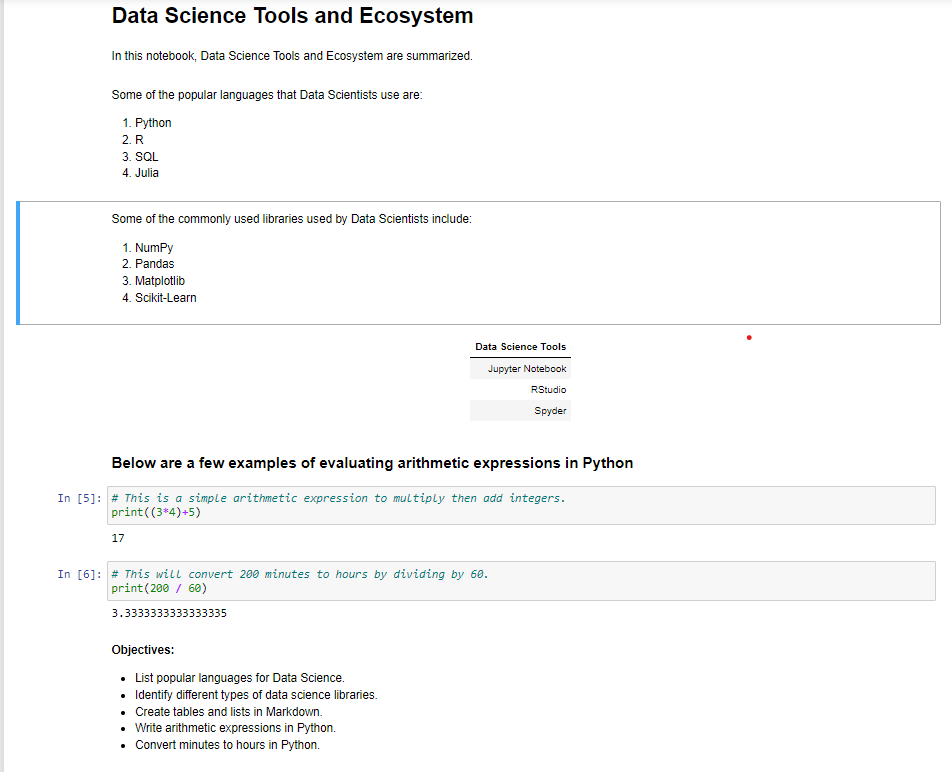 Data Science Tools and Ecosystem
In this notebook, Data Science Tools and Ecosystem are summarized.
Some of the popular languages that Data Scientists use are:
1. Python
2. R
3. SQL
4. Julia
Some of the commonly used libraries used by Data Scientists include:
1. NumPy
2. Pandas
3. Matplotlib
4. Scikit-Learn
Data Science Tools
Jupyter Notebook
RStudio
Spyder
Below are a few examples of evaluating arithmetic expressions in Python
In [5]: # This is a simple arithmetic expression to multiply then add integers.
print((3*4)+5)
17
In [6]: # This will convert 200 minutes to hours by dividing by 60.
print(200 / 60)
3.3333333333333335
Objectives:
• List popular languages for Data Science.
• Identify different types of data science libraries.
• Create tables and lists in Markdown.
• Write arithmetic expressions in Python.
• Convert minutes to hours in Python.